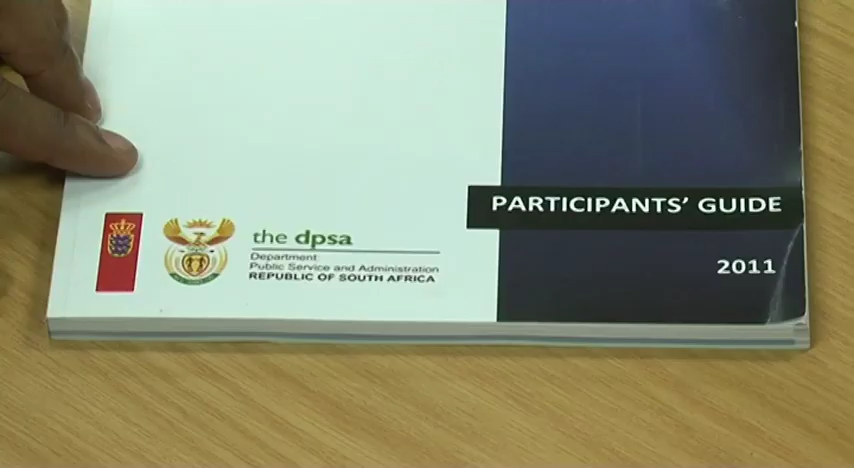 PARTICIPANTS’ GUIDE
the dpsa
Department:
Public Service and Administration
REPUBLIC OF SOUTH AFRICA
2011